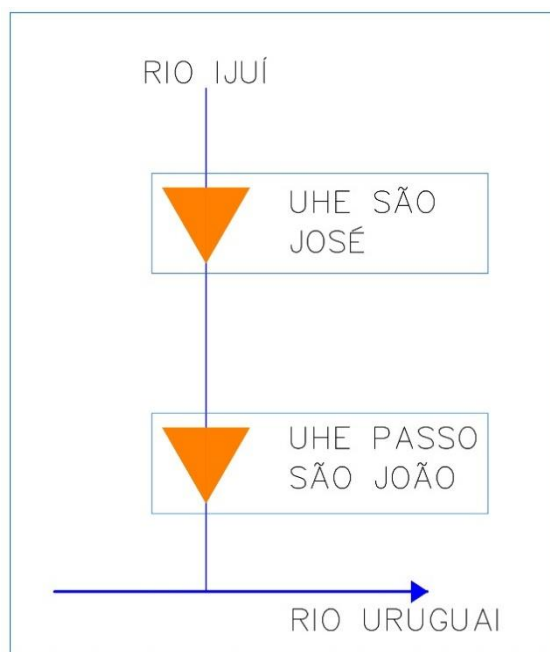 RIO IJUÍ
UHE SÃO
JOSÉ
UHE PASSO
SÃO JOÃO
RIO URUGUAI